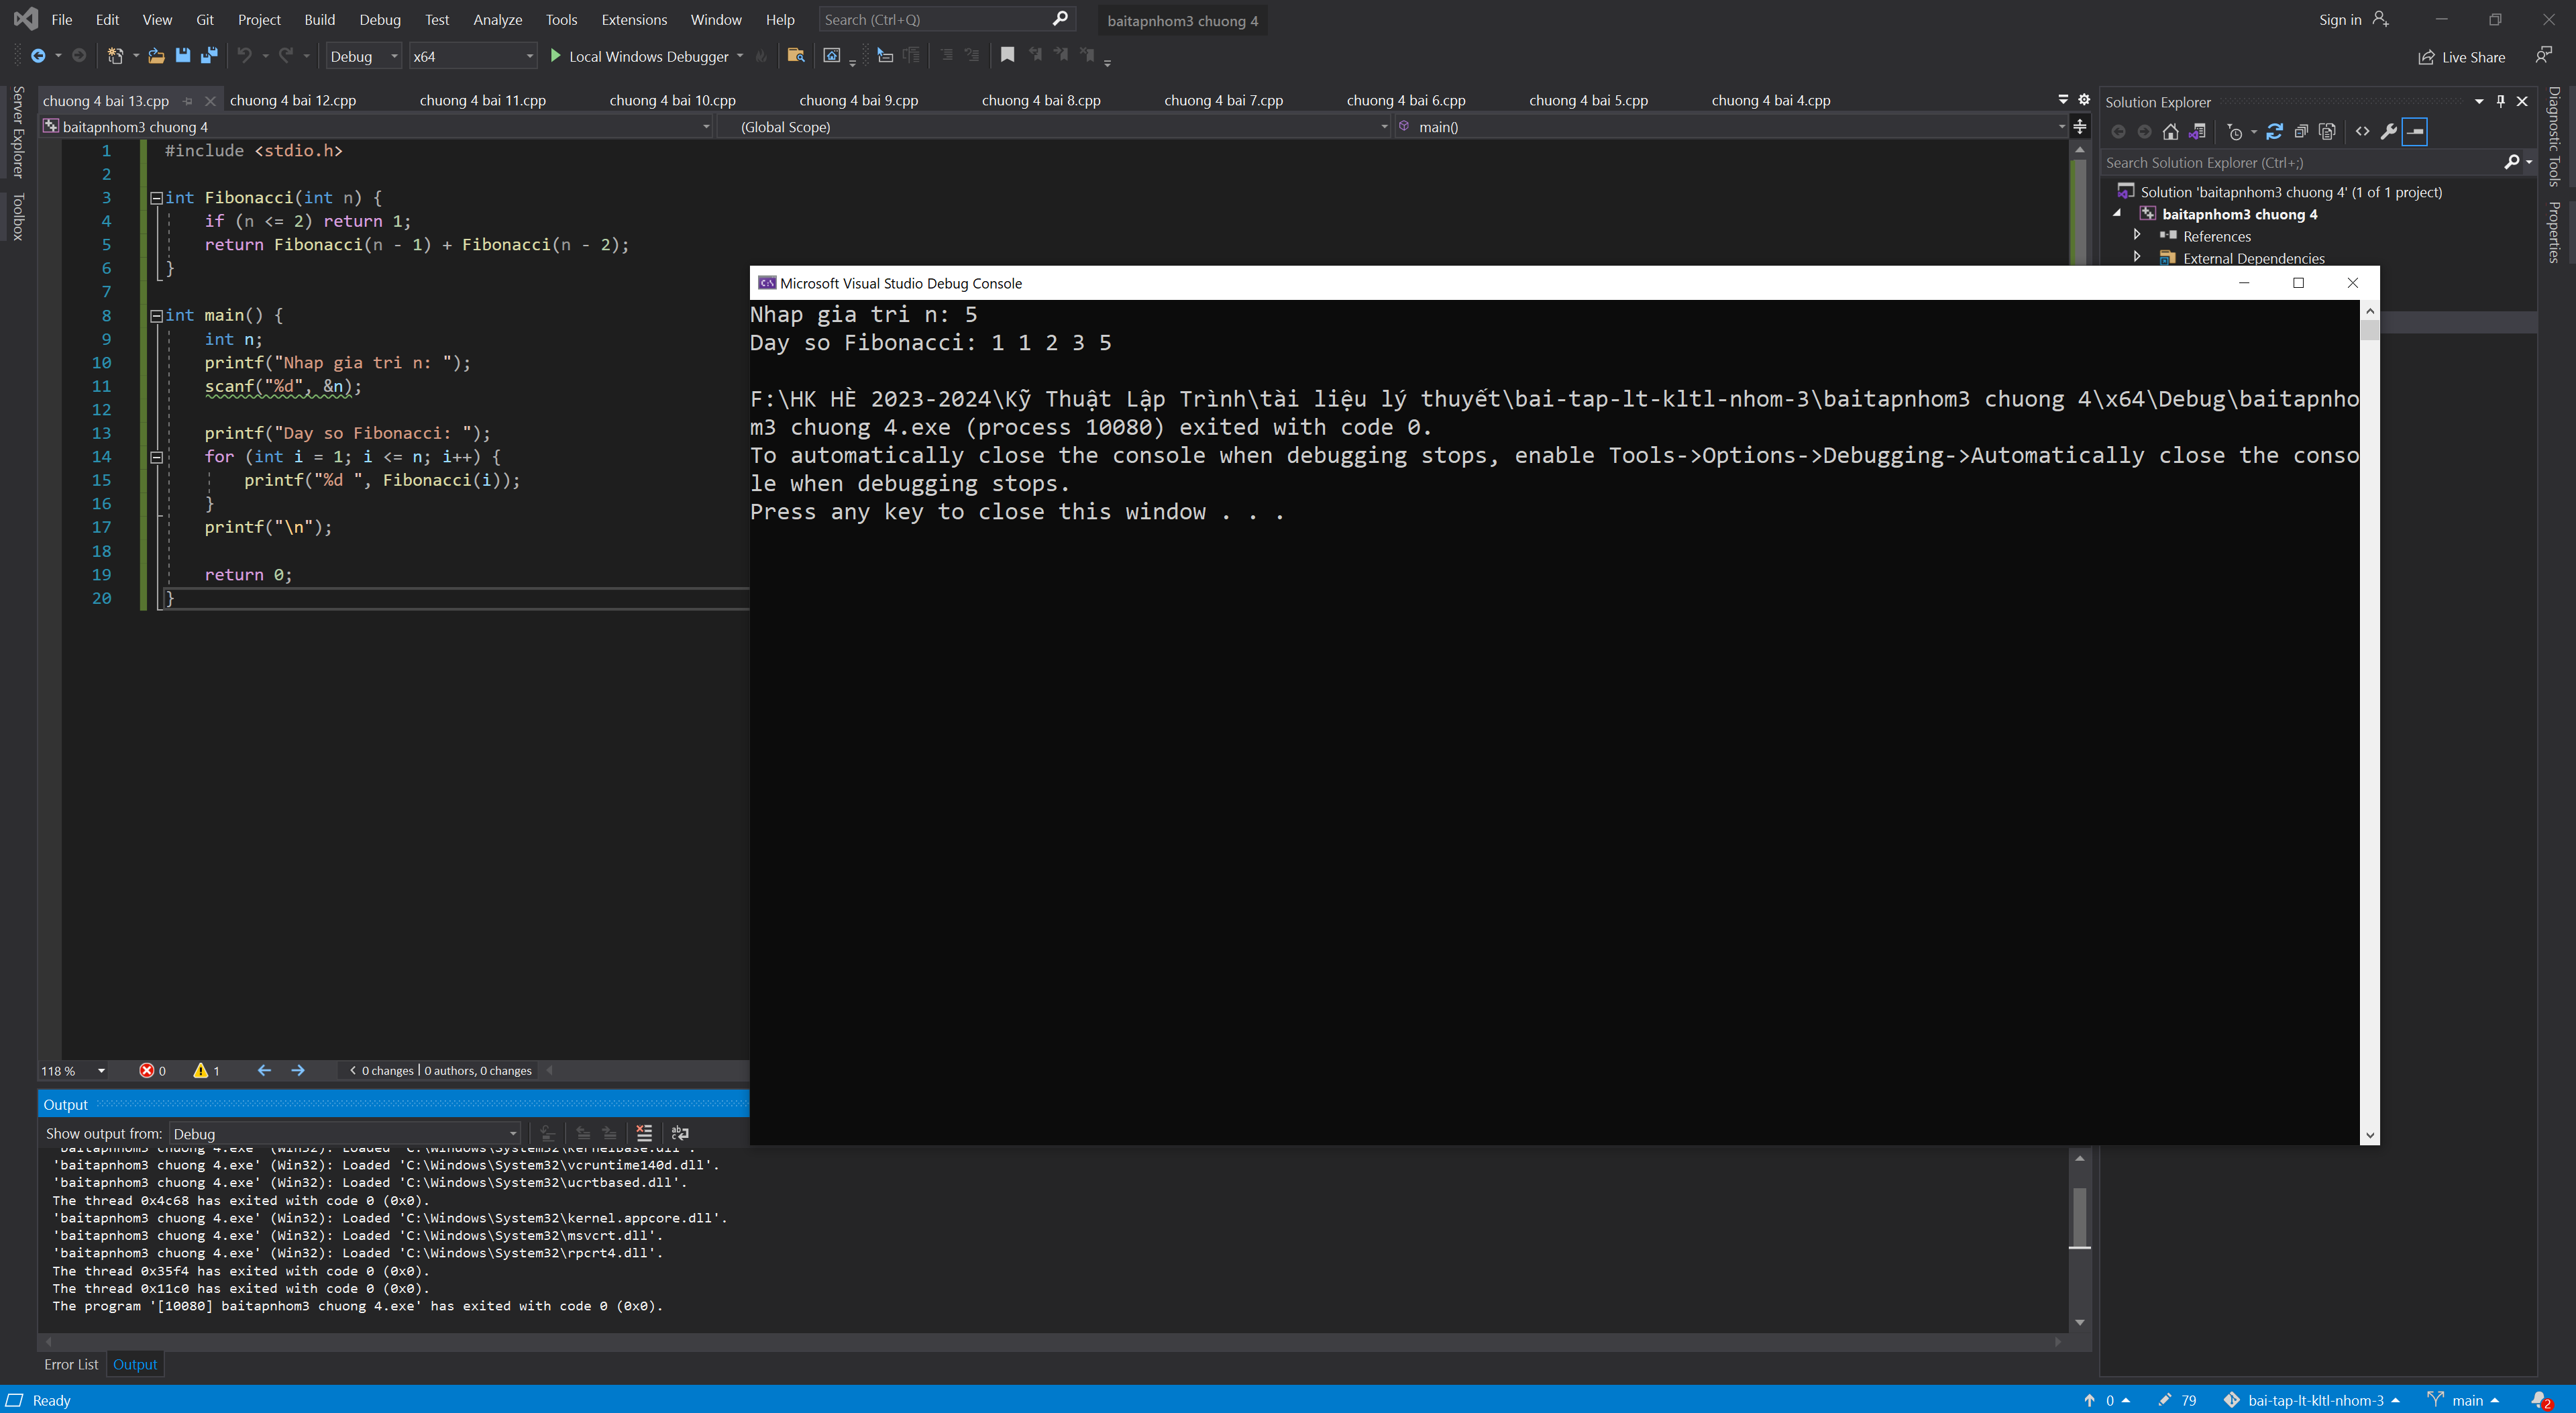 File Edit View Git Project Build Debug Test Analyze Tools Extensions Window Help Search (Ctrl+Q) baitapnhom3 chuong 4 Sign in
Debug x64 Local Windows Debugger Live Share
Server Explorer
Toolbox
chuong 4 bai 13.cpp chuong 4 bai 12.cpp chuong 4 bai 11.cpp chuong 4 bai 10.cpp chuong 4 bai 9.cpp chuong 4 bai 8.cpp chuong 4 bai 7.cpp chuong 4 bai 6.cpp chuong 4 bai 5.cpp chuong 4 bai 4.cpp
baitapnhom3 chuong 4 (Global Scope) main()
1 #include <stdio.h>
2
3 int Fibonacci(int n) {
4 if (n <= 2) return 1;
5 return Fibonacci(n - 1) + Fibonacci(n - 2);
6 }
7
8 int main() {
9 int n;
10 printf("Nhap gia tri n: ");
11 scanf("%d", &n);
12
13 printf("Day so Fibonacci: ");
14 for (int i = 1; i <= n; i++) {
15 printf("%d ", Fibonacci(i));
16 }
17 printf("\n");
18
19 return 0;
20 }
Microsoft Visual Studio Debug Console
Nhap gia tri n: 5
Day so Fibonacci: 1 1 2 3 5
F:\HK HÈ 2023-2024\Kỹ Thuật Lập Trình\tài liệu lý thuyết\bai-tap-lt-kltl-nhom-3\baitapnhom3 chuong 4\x64\Debug\baitapnho
m3 chuong 4.exe (process 10080) exited with code 0.
To automatically close the console when debugging stops, enable Tools->Options->Debugging->Automatically close the conso
le when debugging stops.
Press any key to close this window . . .
Solution Explorer
Search Solution Explorer (Ctrl+;)
Solution 'baitapnhom3 chuong 4' (1 of 1 project)
baitapnhom3 chuong 4
References
External Dependencies
Diagnostic Tools
Properties
118 % 0 1 0 changes | 0 authors, 0 changes
Output
Show output from: Debug
'baitapnhom3 chuong 4.exe' (Win32): Loaded 'C:\Windows\System32\KernelBase.dll'.
'baitapnhom3 chuong 4.exe' (Win32): Loaded 'C:\Windows\System32\vcruntime140d.dll'.
'baitapnhom3 chuong 4.exe' (Win32): Loaded 'C:\Windows\System32\ucrtbased.dll'.
The thread 0x4c68 has exited with code 0 (0x0).
'baitapnhom3 chuong 4.exe' (Win32): Loaded 'C:\Windows\System32\kernel.appcore.dll'.
'baitapnhom3 chuong 4.exe' (Win32): Loaded 'C:\Windows\System32\msvcrt.dll'.
'baitapnhom3 chuong 4.exe' (Win32): Loaded 'C:\Windows\System32\rpcrt4.dll'.
The thread 0x35f4 has exited with code 0 (0x0).
The thread 0x11c0 has exited with code 0 (0x0).
The program '[10080] baitapnhom3 chuong 4.exe' has exited with code 0 (0x0).
Error List Output
Ready 0 79 bai-tap-lt-kltl-nhom-3 main 2